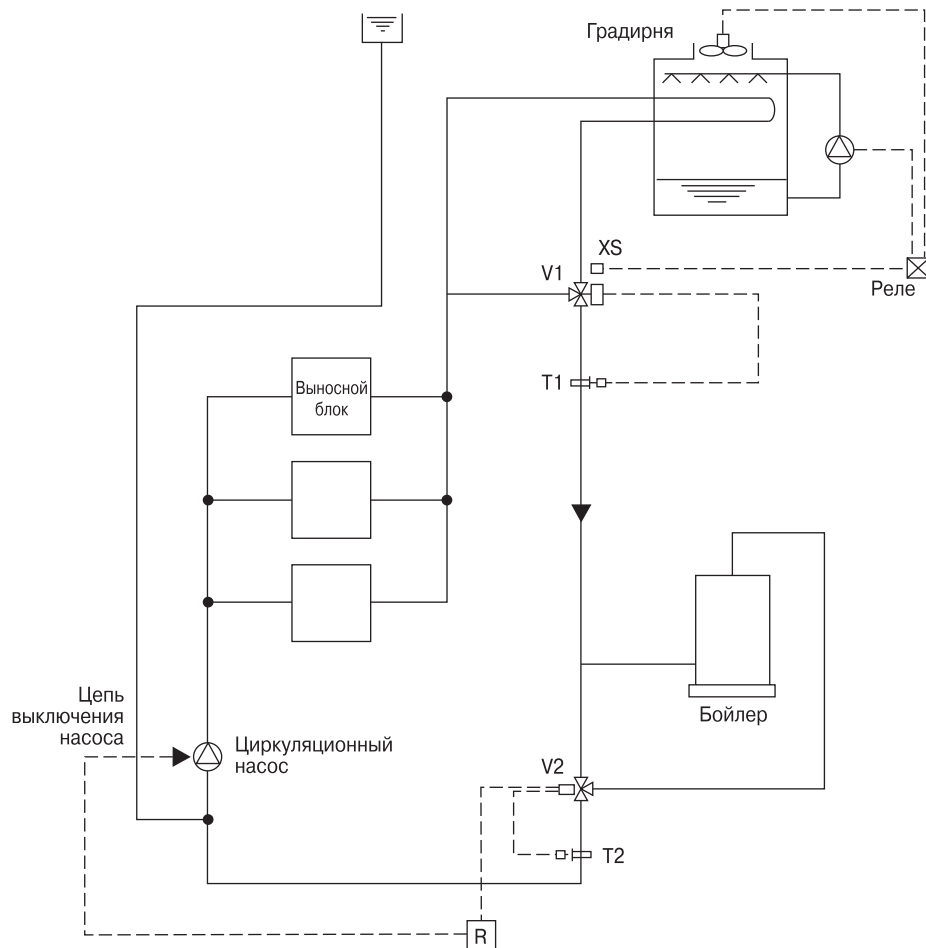 Градирня
XS
V1
Реле
T1
Выносной
блок
Цепь
выключения
насоса
Циркуляционный
насос
Бойлер
V2
T2
R